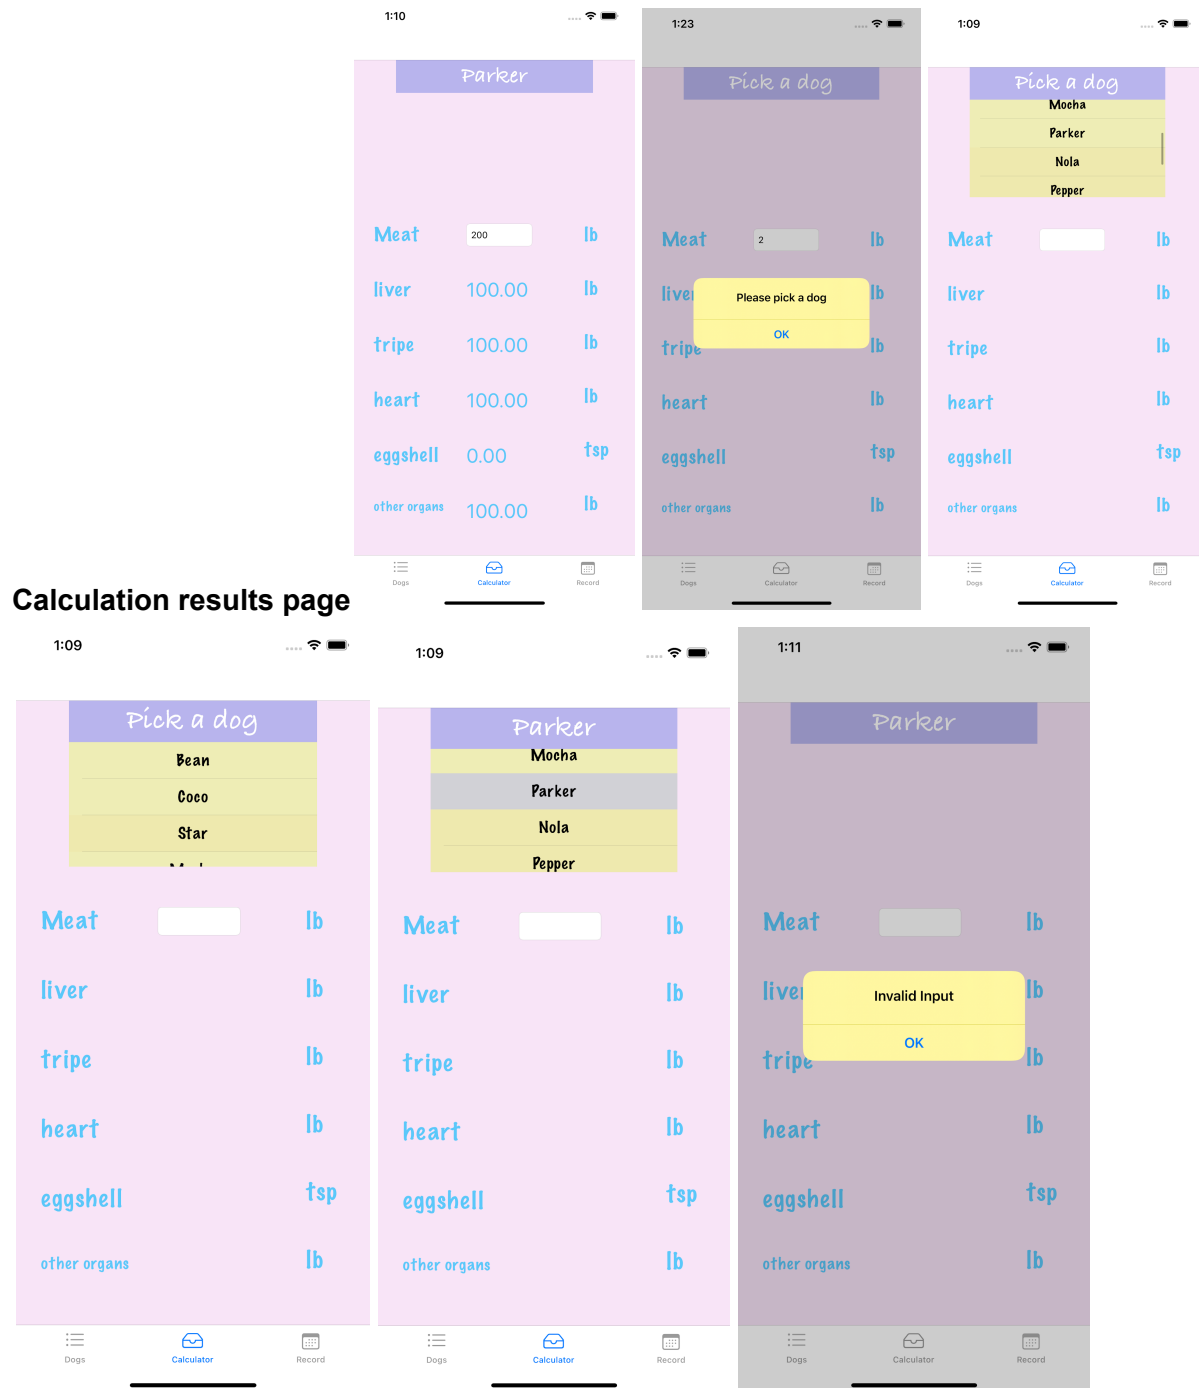 1:10
Parker
Meat 200 lb
liver 100.00 lb
tripe 100.00 lb
heart 100.00 lb
eggshell 0.00 tsp
other organs 100.00 lb
Dogs Calculator Record
1:23
Pick a dog
Meat 2 lb
Please pick a dog
OK
liver lb
tripe lb
heart lb
eggshell tsp
other organs lb
Dogs Calculator Record
1:09
Pick a dog
Mocha
Parker
Nola
Pepper
Meat lb
liver lb
tripe lb
heart lb
eggshell tsp
other organs lb
Dogs Calculator Record
Calculation results page
1:09
Pick a dog
Bean
Coco
Star
Meat lb
liver lb
tripe lb
heart lb
eggshell tsp
other organs lb
Dogs Calculator Record
1:09
Parker
Mocha
Parker
Nola
Pepper
Meat lb
liver lb
tripe lb
heart lb
eggshell tsp
other organs lb
Dogs Calculator Record
1:11
Parker
Meat lb
Invalid Input
OK
liver lb
tripe lb
heart lb
eggshell tsp
other organs lb
Dogs Calculator Record